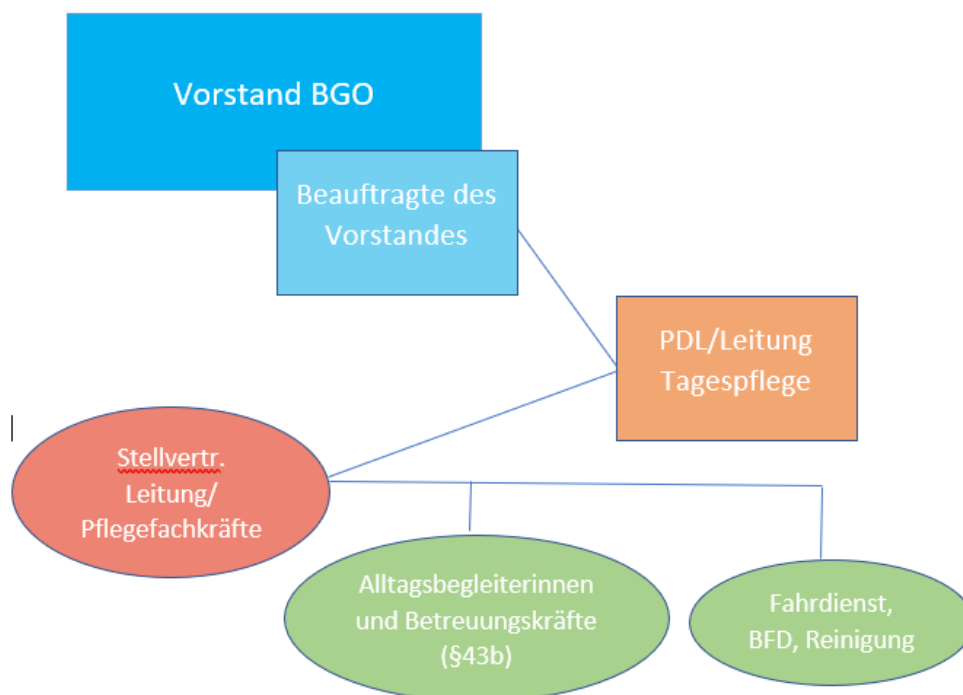 Vorstand BGO
Beauftragte des
Vorstandes
PDL/Leitung
Tagespflege
Stellvertr.
Leitung/
Pflegefachkräfte
Alltagsbegleiterinnen
und Betreuungskräfte
(§43b)
Fahrdienst,
BFD, Reinigung